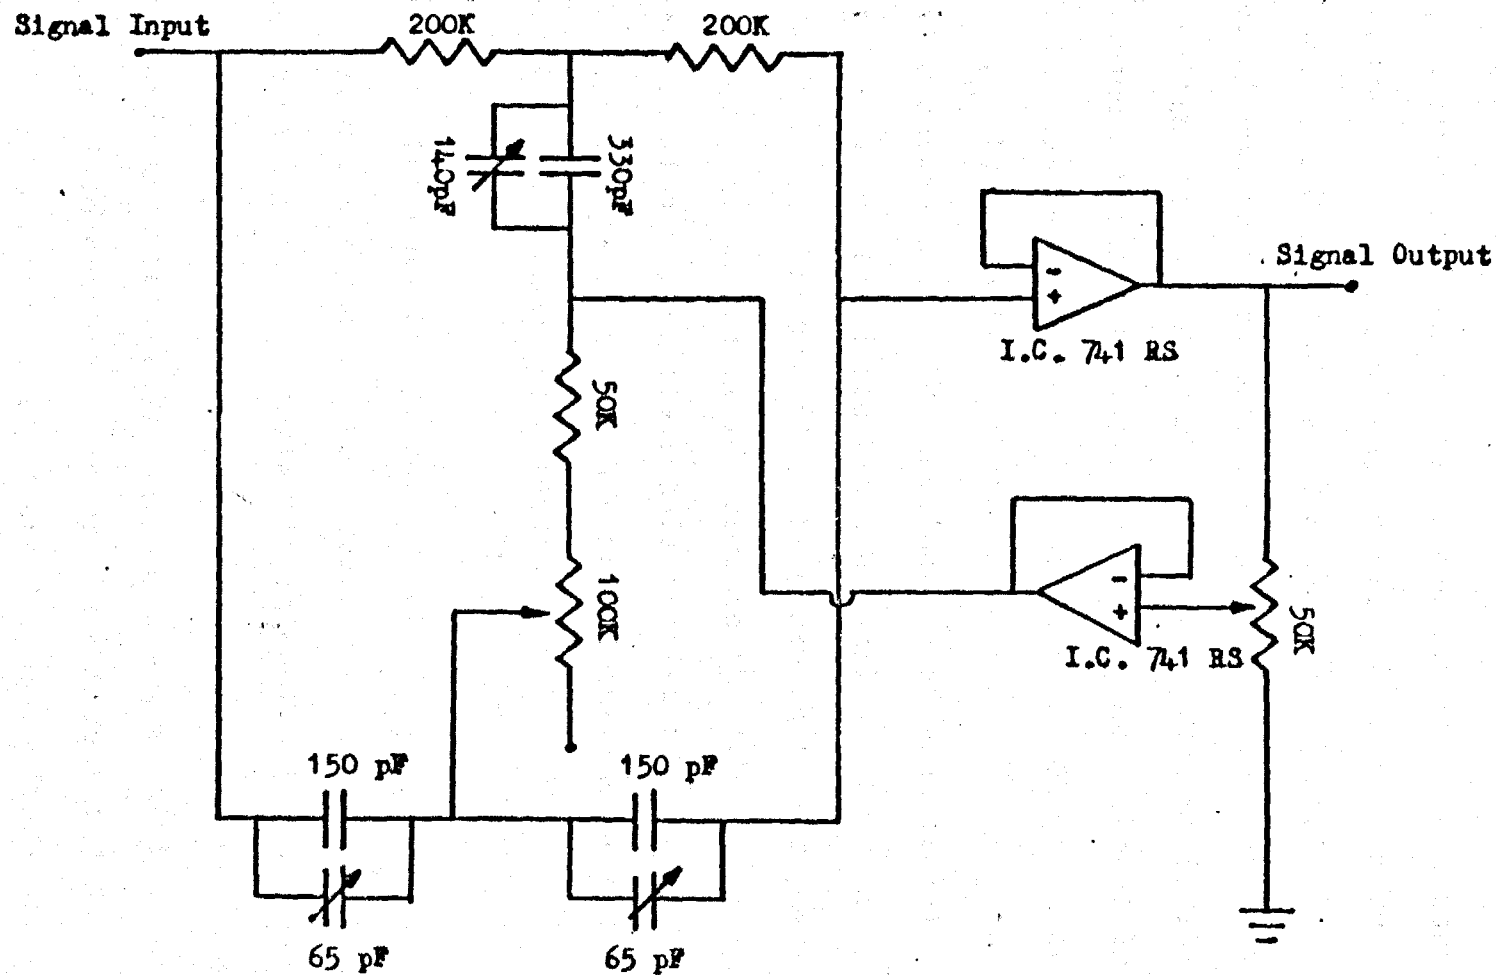 Signal Input
200K
200K
140pF
330pF
Signal Output
I.C. 741 RS
50K
100K
I.C. 741 RS
50K
150 pF
150 pF
65 pF
65 pF